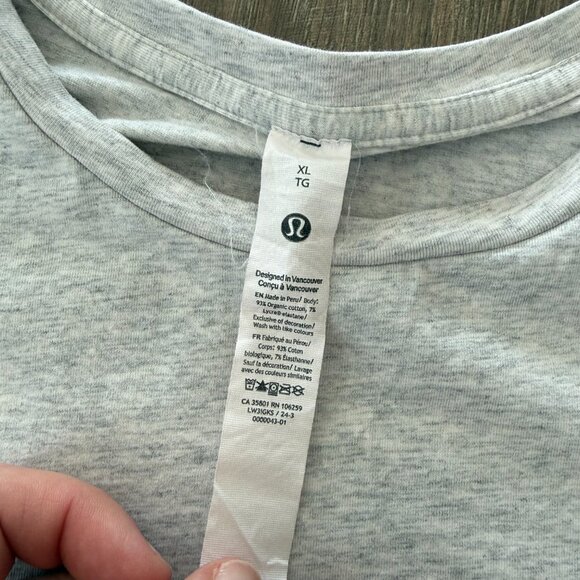 XL
TG
Designed in Vancouver
Conçu à Vancouver
EN Made in Peru/ Body:
93% Organic cotton, 7%
Lycra® elastane/
Exclusive of decoration/
Wash with like colours
FR Fabriqué au Pérou/
Corps: 93% Coton
biologique, 7% Élasthanne/
Sauf la décoration/ Lavage
avec des couleurs similaires
CA 35801 RN 106259
LW3IGKS / 24-3
0000043-01